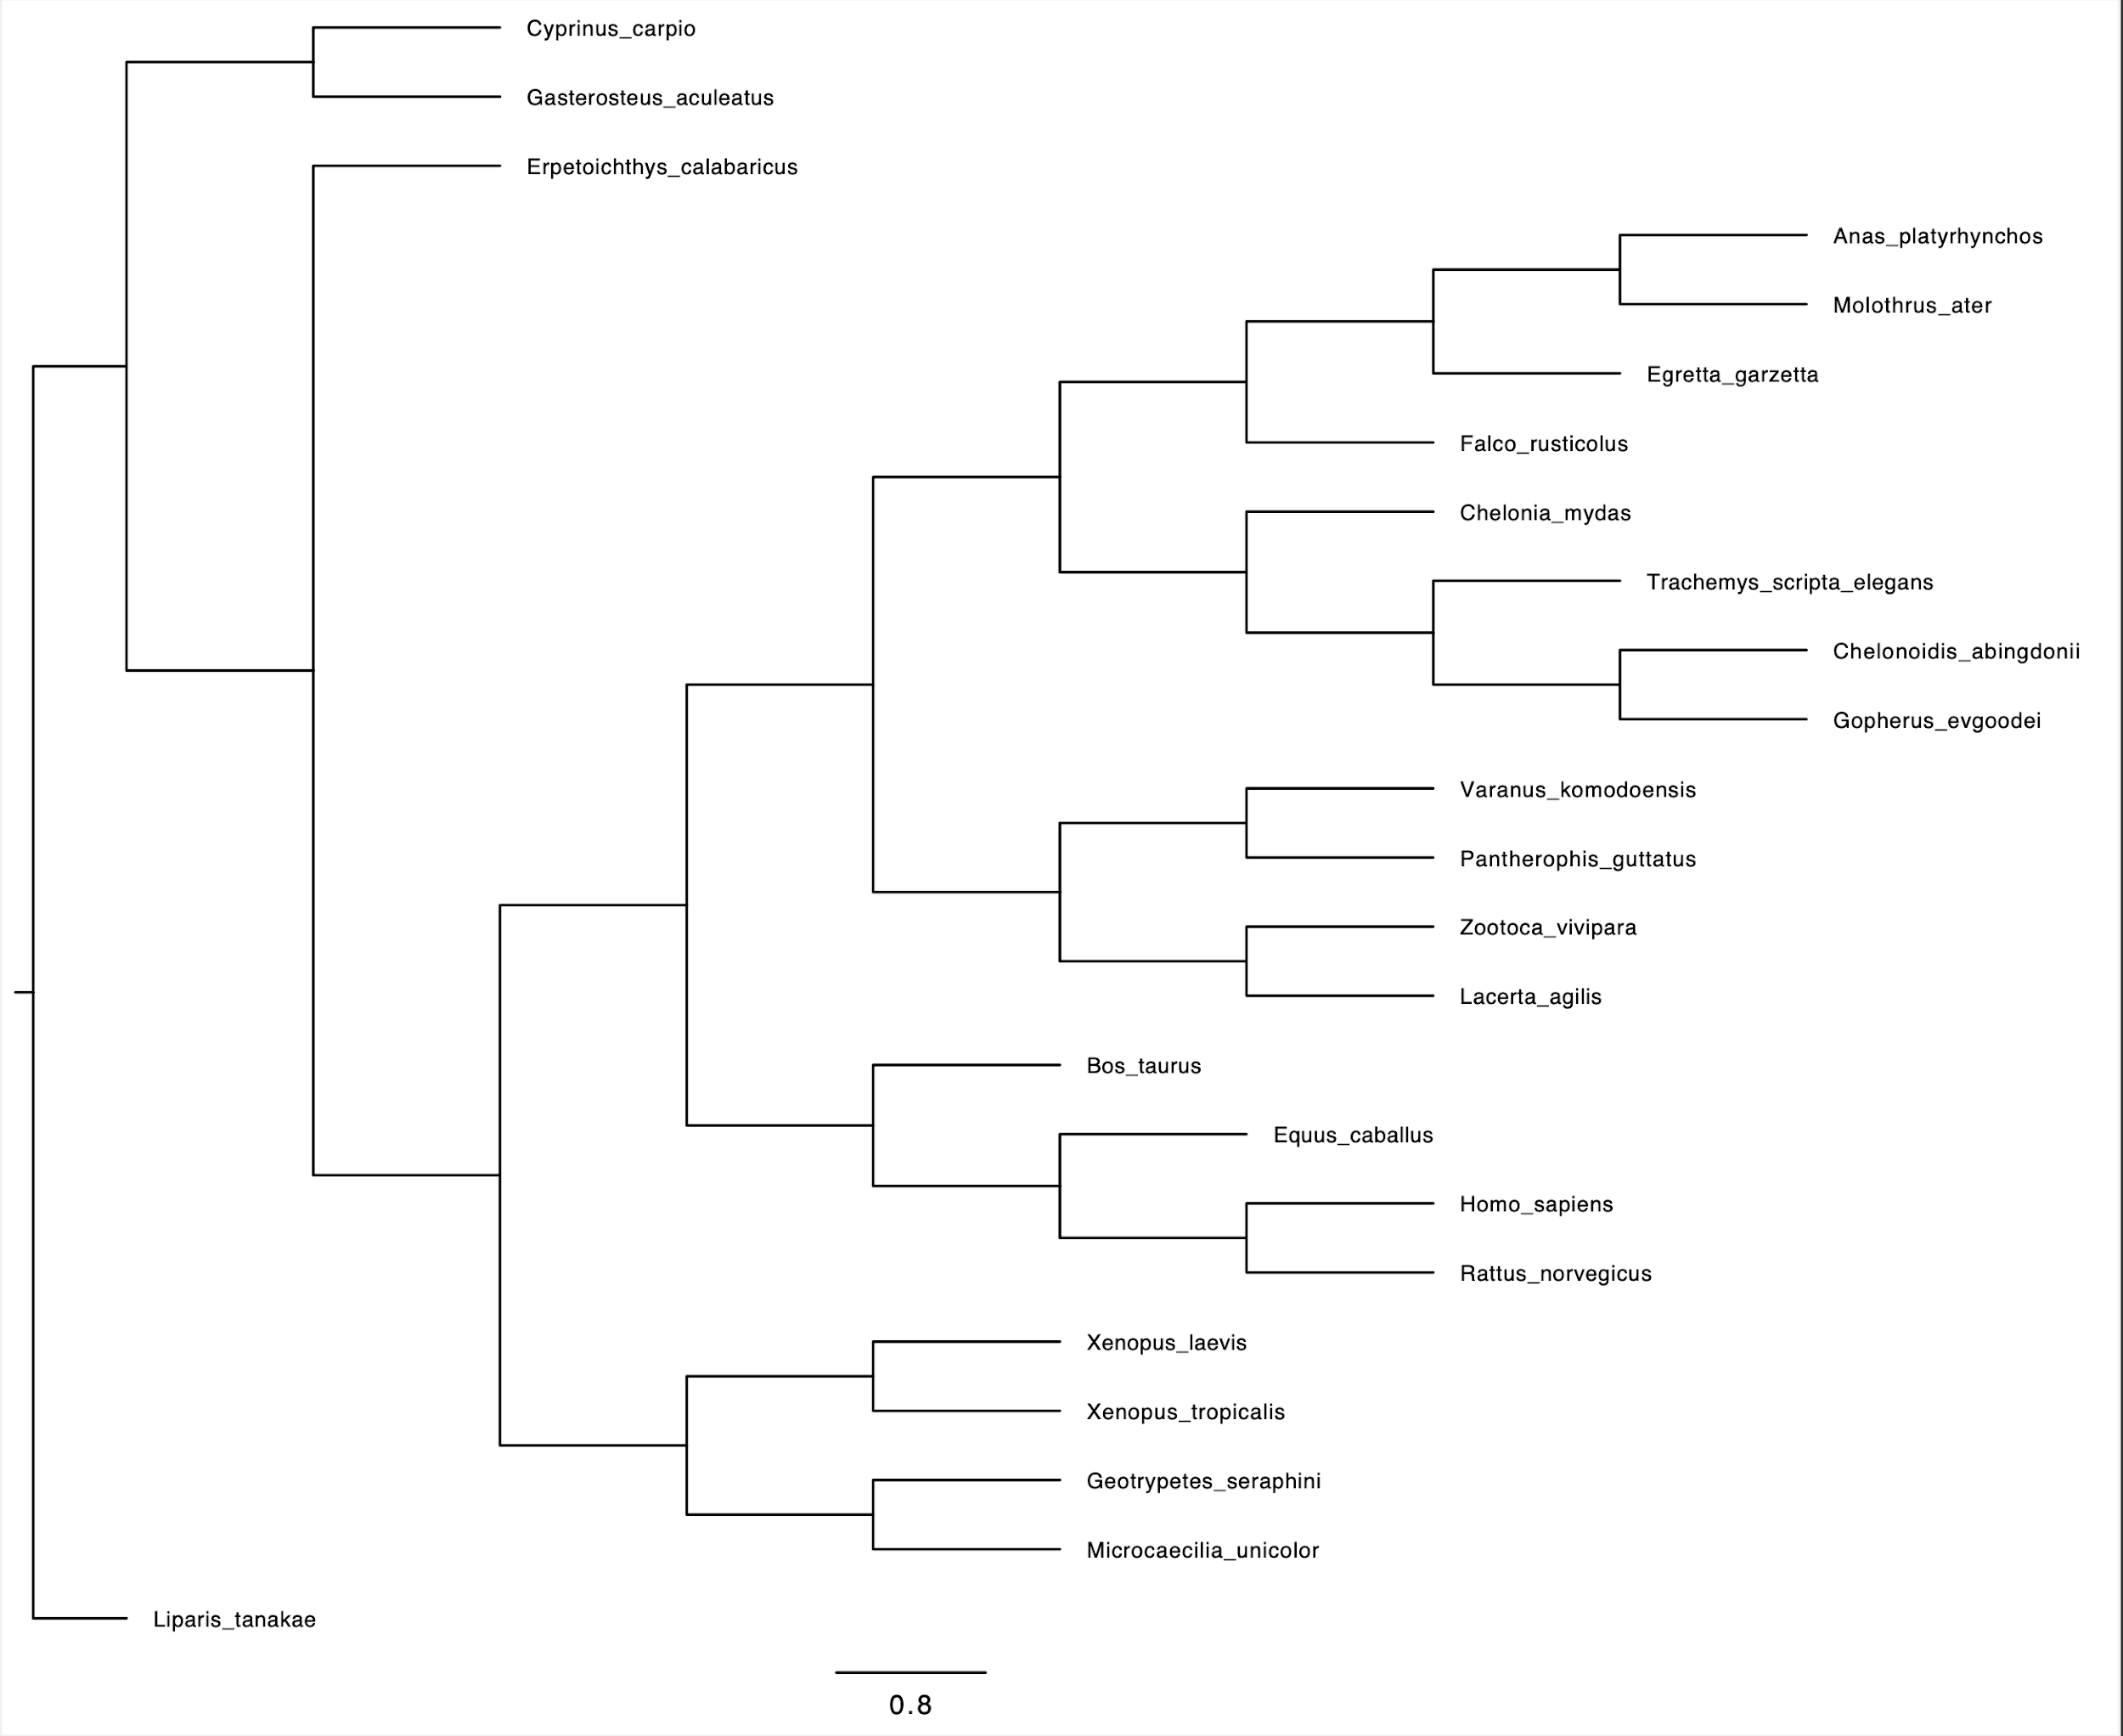 Cyprinus_carpio
Gasterosteus_aculeatus
Erpetoichthys_calabaricus
Anas_platyrhynchos
Molothrus_ater
Egretta_garzetta
Falco_rusticolus
Chelonia_mydas
Trachemys_scripta_elegans
Chelonoidis_abingdonii
Gopherus_evgoodei
Varanus_komodoensis
Pantherophis_guttatus
Zootoca_vivipara
Lacerta_agilis
Bos_taurus
Equus_caballus
Homo_sapiens
Rattus_norvegicus
Xenopus_laevis
Xenopus_tropicalis
Geotrypetes_seraphini
Microcaecilia_unicolor
Liparis_tanakae
0.8